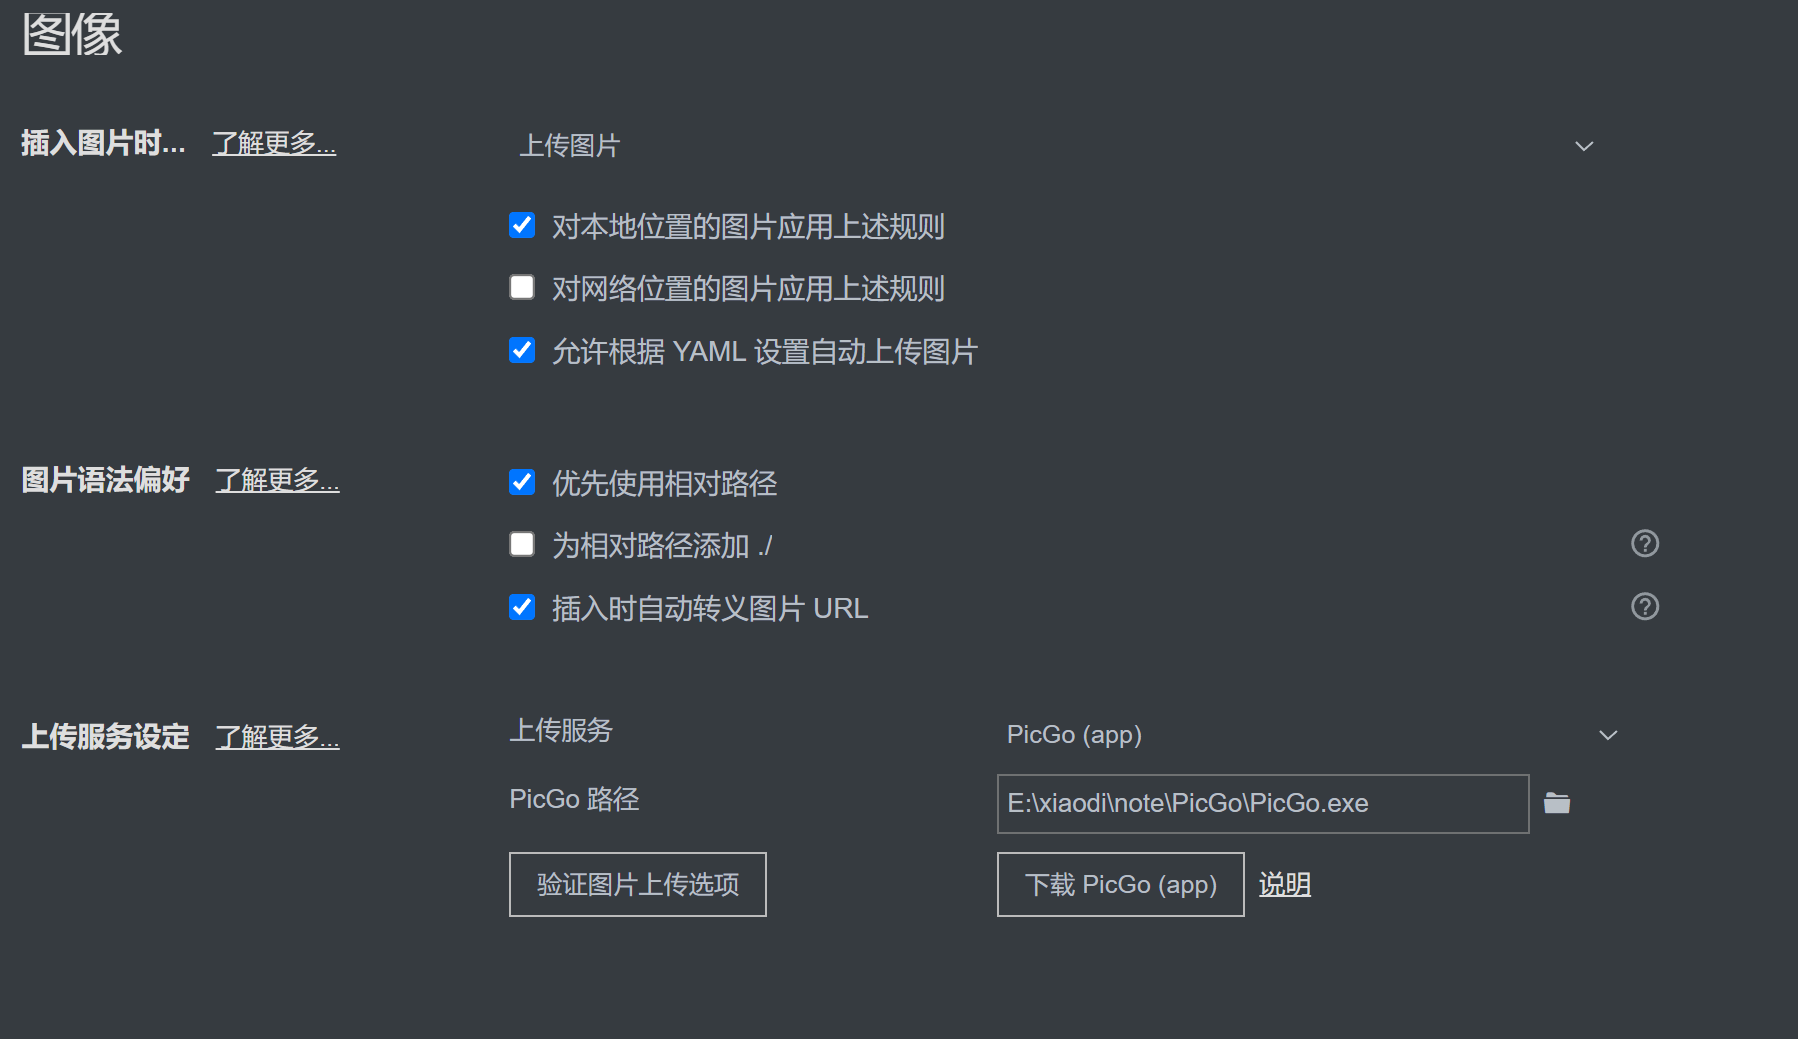 图像
插入图片时... 了解更多... 上传图片
对本地位置的图片应用上述规则
对网络位置的图片应用上述规则
允许根据 YAML 设置自动上传图片
图片语法偏好 了解更多... 优先使用相对路径
为相对路径添加 ./
插入时自动转义图片 URL
上传服务设定 了解更多... 上传服务 PicGo (app)
PicGo 路径 E:\xiaodi\note\PicGo\PicGo.exe
验证图片上传选项 下载 PicGo (app) 说明